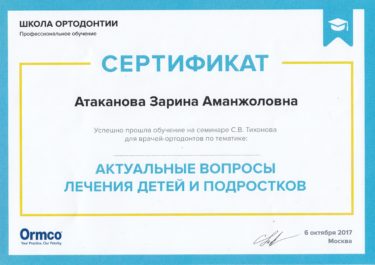 ШКОЛА ОРТОДОНТИИ
Профессиональное обучение
СЕРТИФИКАТ
Атаканова Зарина Аманжоловна
Успешно прошла обучение на семинаре С.В. Тихонова
для врачей-ортодонтов по тематике:
АКТУАЛЬНЫЕ ВОПРОСЫ
ЛЕЧЕНИЯ ДЕТЕЙ И ПОДРОСТКОВ
Ormco
Your Practice. Our Priority.
6 октября 2017
Москва